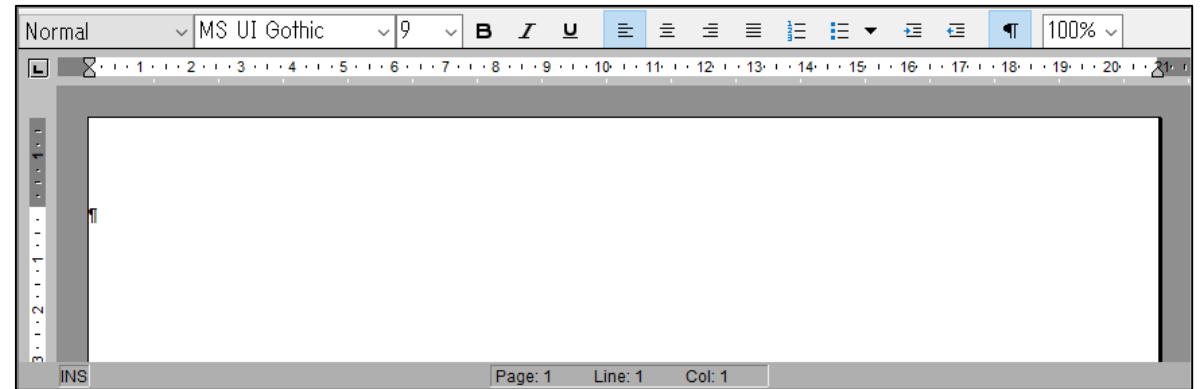 Normal MS UI Gothic 9 B I U ¶ 100%
L 1 2 3 4 5 6 7 8 9 10 11 12 13 14 15 16 17 18 19 20 21
1
¶
1
2
3
INS Page: 1 Line: 1 Col: 1